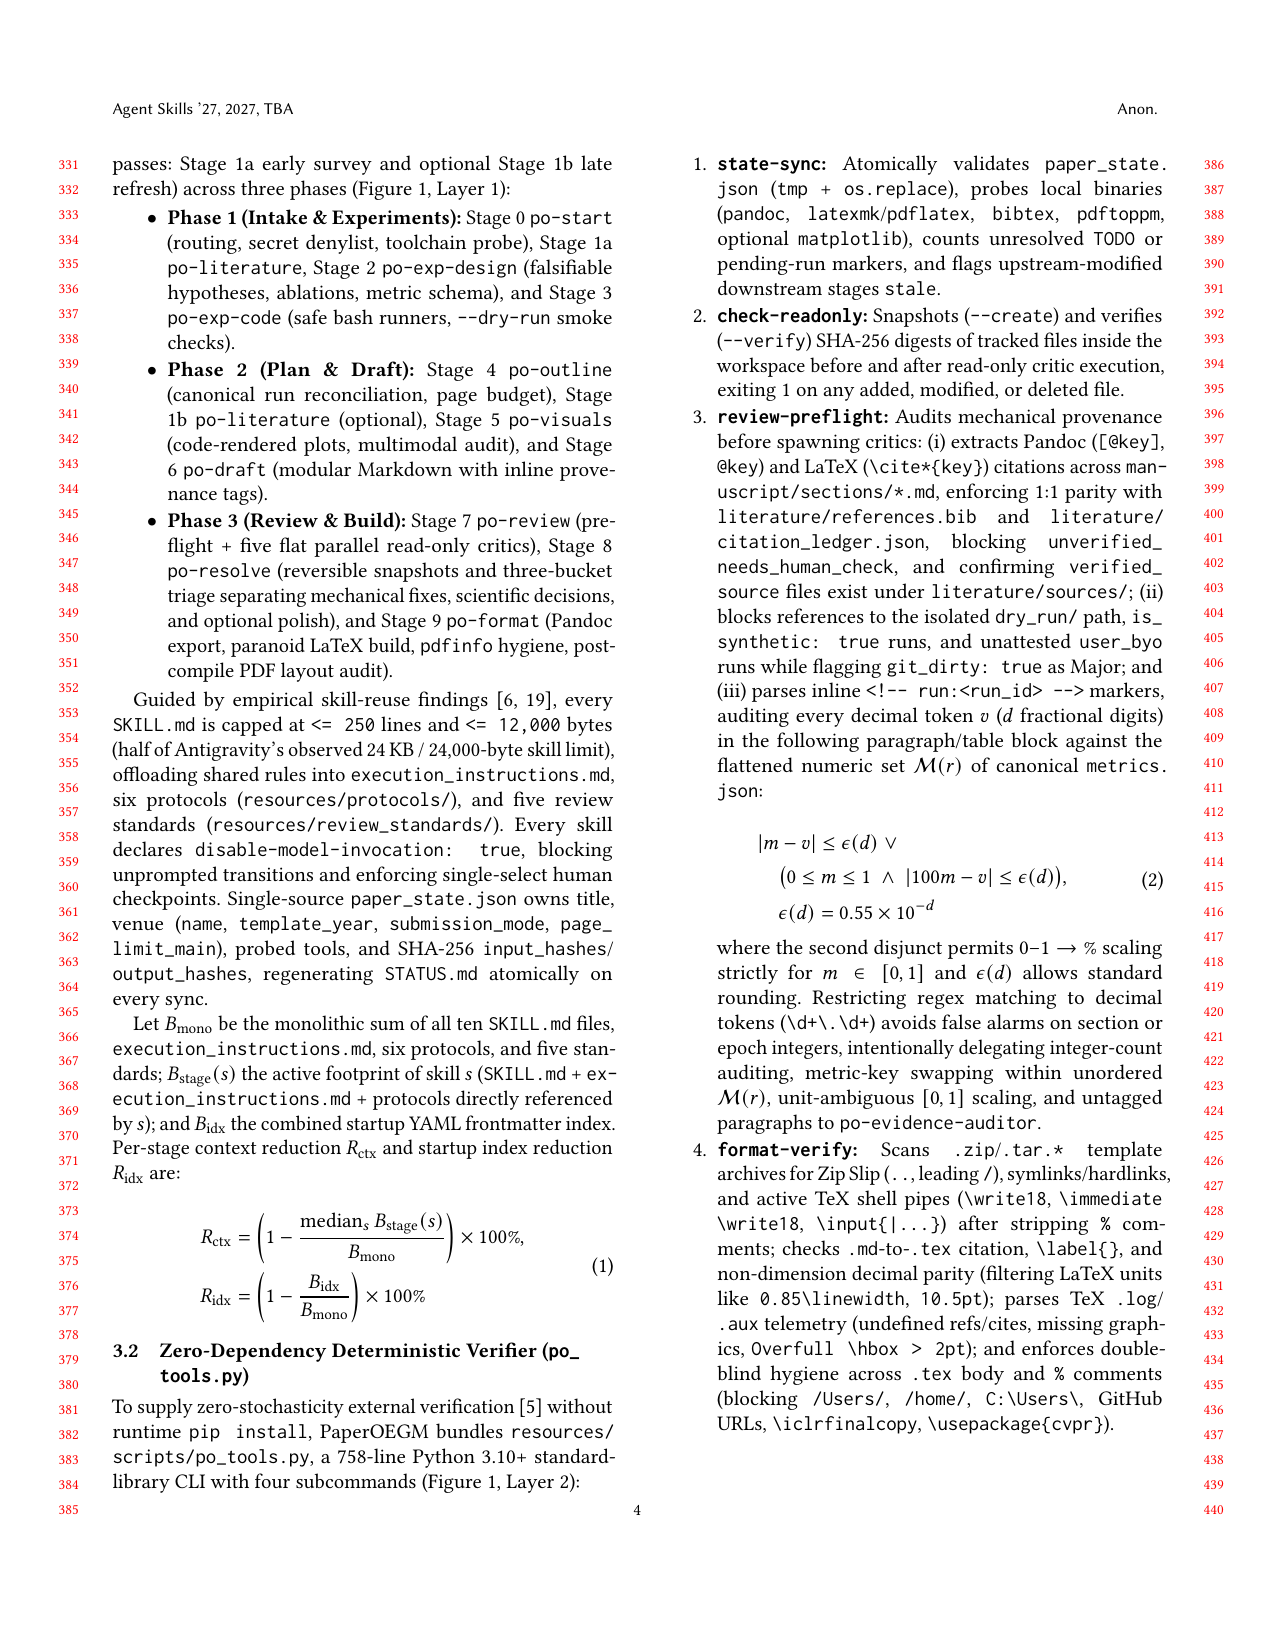 Agent Skills ’27, 2027, TBA
Anon.
331 passes: Stage 1a early survey and optional Stage 1b late
332 refresh) across three phases (Figure 1, Layer 1):
333 • Phase 1 (Intake & Experiments): Stage 0 po-start
334 (routing, secret denylist, toolchain probe), Stage 1a
335 po-literature, Stage 2 po-exp-design (falsifiable
336 hypotheses, ablations, metric schema), and Stage 3
337 po-exp-code (safe bash runners, --dry-run smoke
338 checks).
339 • Phase 2 (Plan & Draft): Stage 4 po-outline
340 (canonical run reconciliation, page budget), Stage
341 1b po-literature (optional), Stage 5 po-visuals
342 (code-rendered plots, multimodal audit), and Stage
343 6 po-draft (modular Markdown with inline prove-
344 nance tags).
345 • Phase 3 (Review & Build): Stage 7 po-review (pre-
346 flight + five flat parallel read-only critics), Stage 8
347 po-resolve (reversible snapshots and three-bucket
348 triage separating mechanical fixes, scientific decisions,
349 and optional polish), and Stage 9 po-format (Pandoc
350 export, paranoid LaTeX build, pdfinfo hygiene, post-
351 compile PDF layout audit).
352 Guided by empirical skill-reuse findings [6, 19], every
353 SKILL.md is capped at <= 250 lines and <= 12,000 bytes
354 (half of Antigravity’s observed 24 KB / 24,000-byte skill limit),
355 offloading shared rules into execution_instructions.md,
356 six protocols (resources/protocols/), and five review
357 standards (resources/review_standards/). Every skill
358 declares disable-model-invocation: true, blocking
359 unprompted transitions and enforcing single-select human
360 checkpoints. Single-source paper_state.json owns title,
361 venue (name, template_year, submission_mode, page_
362 limit_main), probed tools, and SHA-256 input_hashes/
363 output_hashes, regenerating STATUS.md atomically on
364 every sync.
365 Let Bmono be the monolithic sum of all ten SKILL.md files,
366 execution_instructions.md, six protocols, and five stan-
367 dards; Bstage(s) the active footprint of skill s (SKILL.md + ex-
368 ecution_instructions.md + protocols directly referenced
369 by s); and Bidx the combined startup YAML frontmatter index.
370 Per-stage context reduction Rctx and startup index reduction
371 Ridx are:
372
373 Rctx = (1 − medians Bstage(s) / Bmono) × 100%,
374
375 (1)
376 Ridx = (1 − Bidx / Bmono) × 100%
377
378
379 3.2 Zero-Dependency Deterministic Verifier (po_
380 tools.py)
381 To supply zero-stochasticity external verification [5] without
382 runtime pip install, PaperOEGM bundles resources/
383 scripts/po_tools.py, a 758-line Python 3.10+ standard-
384 library CLI with four subcommands (Figure 1, Layer 2):
385
1. state-sync: Atomically validates paper_state. 386
json (tmp + os.replace), probes local binaries 387
(pandoc, latexmk/pdflatex, bibtex, pdftoppm, 388
optional matplotlib), counts unresolved TODO or 389
pending-run markers, and flags upstream-modified 390
downstream stages stale. 391
2. check-readonly: Snapshots (--create) and verifies 392
(--verify) SHA-256 digests of tracked files inside the 393
workspace before and after read-only critic execution, 394
exiting 1 on any added, modified, or deleted file. 395
3. review-preflight: Audits mechanical provenance 396
before spawning critics: (i) extracts Pandoc ([@key], 397
@key) and LaTeX (\cite*{key}) citations across man- 398
uscript/sections/*.md, enforcing 1:1 parity with 399
literature/references.bib and literature/ 400
citation_ledger.json, blocking unverified_ 401
needs_human_check, and confirming verified_ 402
source files exist under literature/sources/; (ii) 403
blocks references to the isolated dry_run/ path, is_ 404
synthetic: true runs, and unattested user_byo 405
runs while flagging git_dirty: true as Major; and 406
(iii) parses inline <!-- run:<run_id> --> markers, 407
auditing every decimal token v (d fractional digits) 408
in the following paragraph/table block against the 409
flattened numeric set M(r) of canonical metrics. 410
json: 411
412
|m − v| ≤ ϵ(d) ∨ 413
414
(0 ≤ m ≤ 1 ∧ |100m − v| ≤ ϵ(d)), (2) 415
ϵ(d) = 0.55 × 10−d 416
417
where the second disjunct permits 0–1 → % scaling 418
strictly for m ∈ [0, 1] and ϵ(d) allows standard 419
rounding. Restricting regex matching to decimal 420
tokens (\d+\.\d+) avoids false alarms on section or 421
epoch integers, intentionally delegating integer-count 422
auditing, metric-key swapping within unordered 423
M(r), unit-ambiguous [0, 1] scaling, and untagged 424
paragraphs to po-evidence-auditor. 425
4. format-verify: Scans .zip/.tar.* template 426
archives for Zip Slip (.., leading /), symlinks/hardlinks, 427
and active TeX shell pipes (\write18, \immediate 428
\write18, \input{|...}) after stripping % com- 429
ments; checks .md-to-.tex citation, \label{}, and 430
non-dimension decimal parity (filtering LaTeX units 431
like 0.85\linewidth, 10.5pt); parses TeX .log/ 432
.aux telemetry (undefined refs/cites, missing graph- 433
ics, Overfull \hbox > 2pt); and enforces double- 434
blind hygiene across .tex body and % comments 435
(blocking /Users/, /home/, C:\Users\, GitHub 436
URLs, \iclrfinalcopy, \usepackage{cvpr}). 437
438
439
440
4